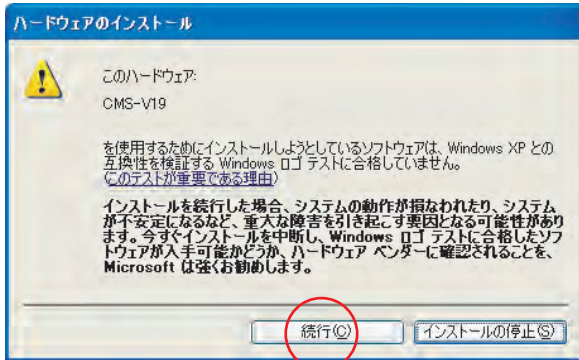 ハードウェアのインストール
このハードウェア:
CMS-V19
を使用するためにインストールしようとしているソフトウェアは、Windows XP との
互換性を検証する Windows ロゴ テストに合格していません。
(このテストが重要である理由)
インストールを続行した場合、システムの動作が損なわれたり、システム
が不安定になるなど、重大な障害を引き起こす要因となる可能性があり
ます。今すぐインストールを中断し、Windows ロゴ テストに合格したソフ
トウェアが入手可能かどうか、ハードウェア ベンダーに確認されることを、
Microsoft は強くお勧めします。
続行(C)
インストールの停止(S)